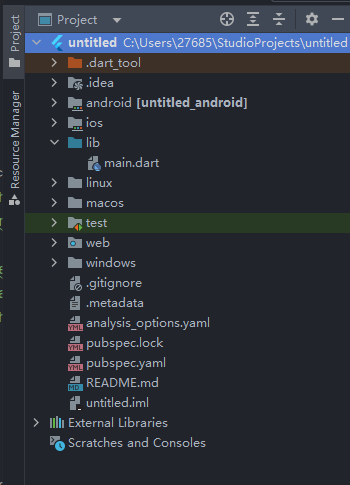 Project
Project
Resource Manager
untitled C:\Users\27685\StudioProjects\untitled
.dart_tool
.idea
android [untitled_android]
ios
lib
main.dart
linux
macos
test
web
windows
.gitignore
.metadata
analysis_options.yaml
pubspec.lock
pubspec.yaml
README.md
untitled.iml
External Libraries
Scratches and Consoles